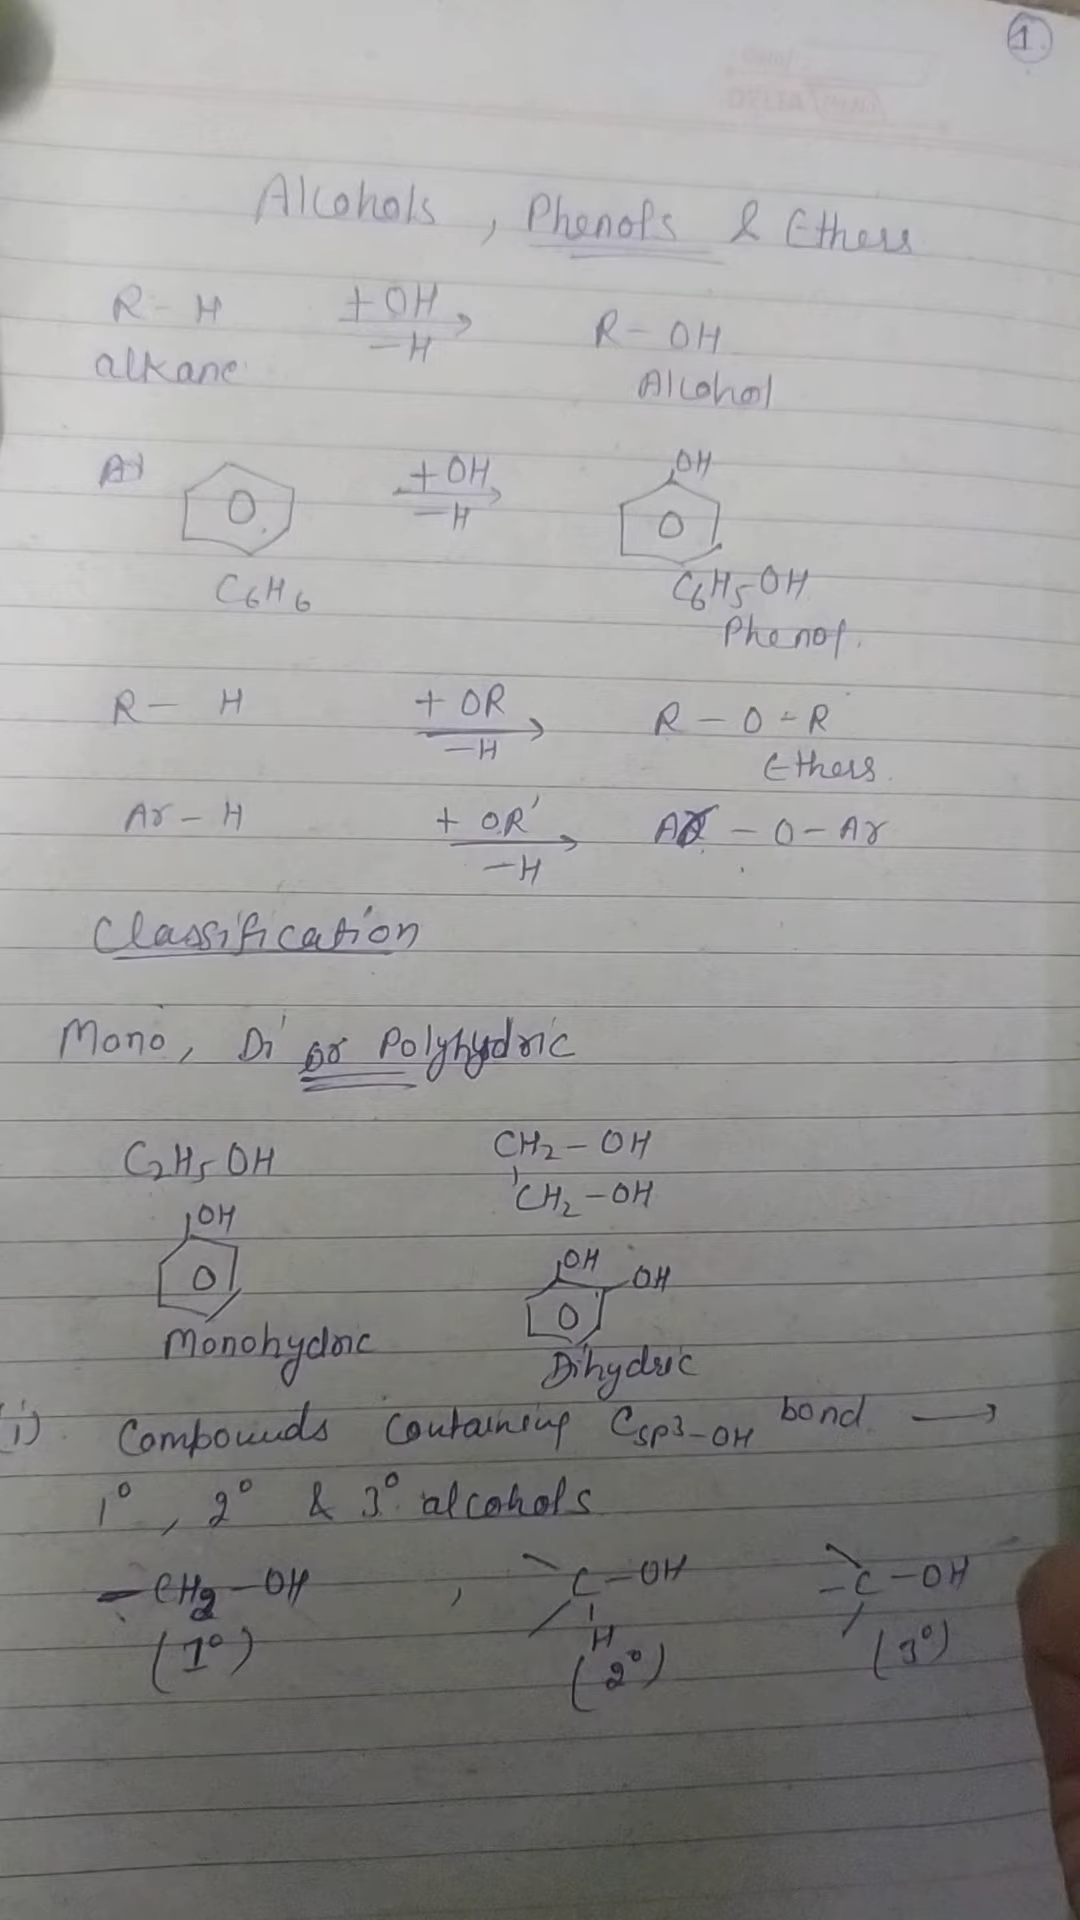 1.
Alcohols, Phenols & Ethers
R - H +OH R - OH
-H
alkane Alcohol
+OH OH
-H
C6H6 C6H5OH
Phenol.
R - H + OR R - O - R
-H Ethers.
Ar - H + OR' Ar - O - Ar
-H
Classification
Mono, Di or Polyhydric
C2H5OH CH2 - OH
CH2 - OH
OH OH OH
Monohydric Dihydric
(i). Compounds Containing Csp3-OH bond →
1°, 2° & 3° alcohols
- CH2 - OH , C - OH - C - OH
H
(1°) (2°) (3°)